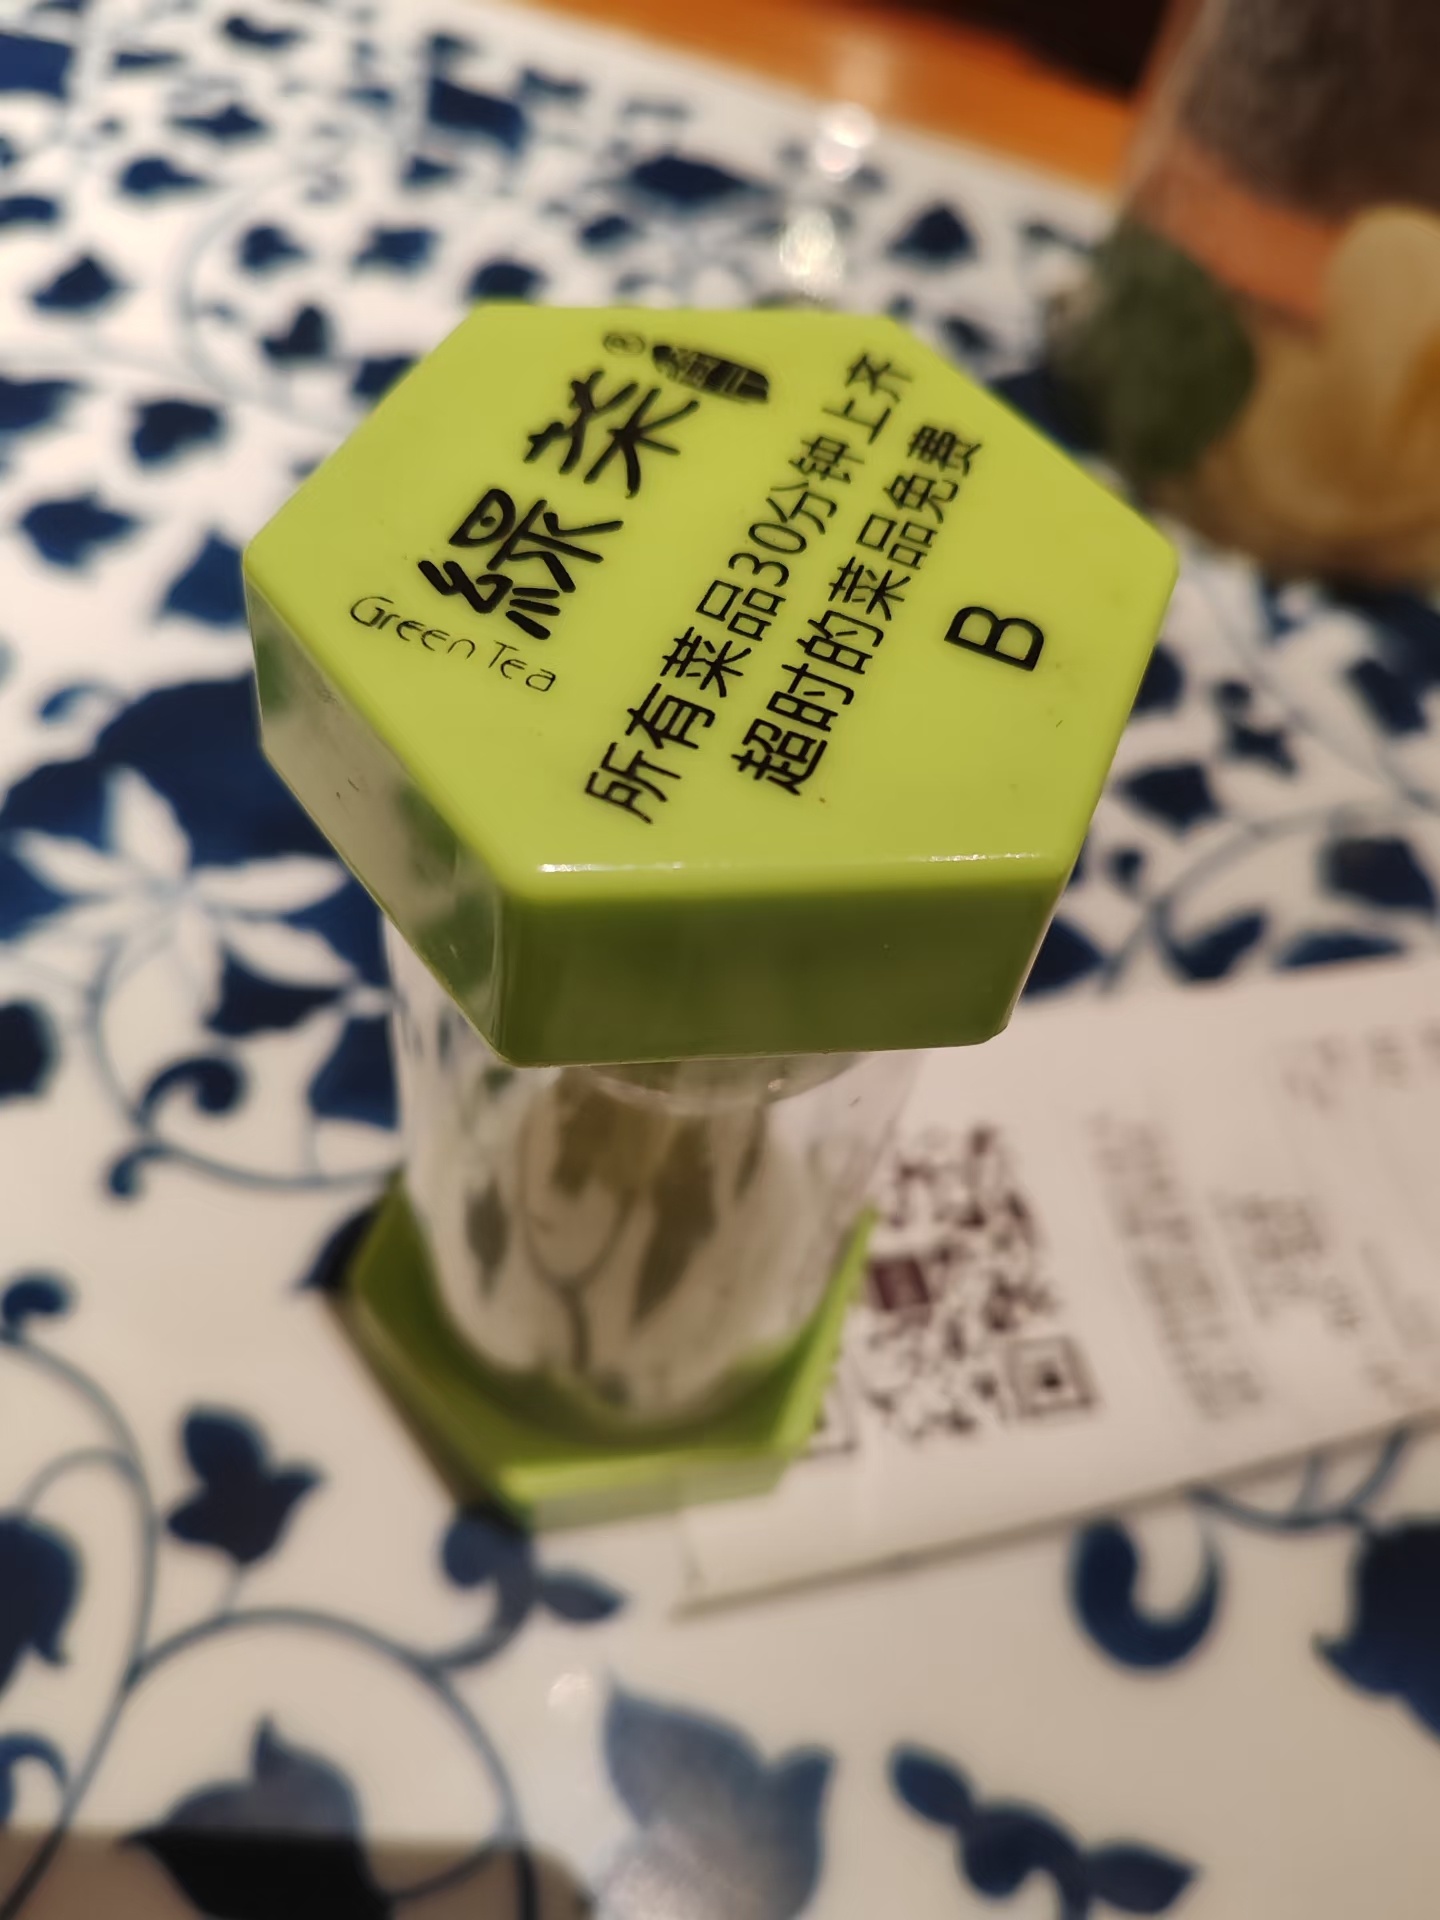 綠茶®
Green Tea
所有菜品30分钟上齐
超时的菜品免费
B